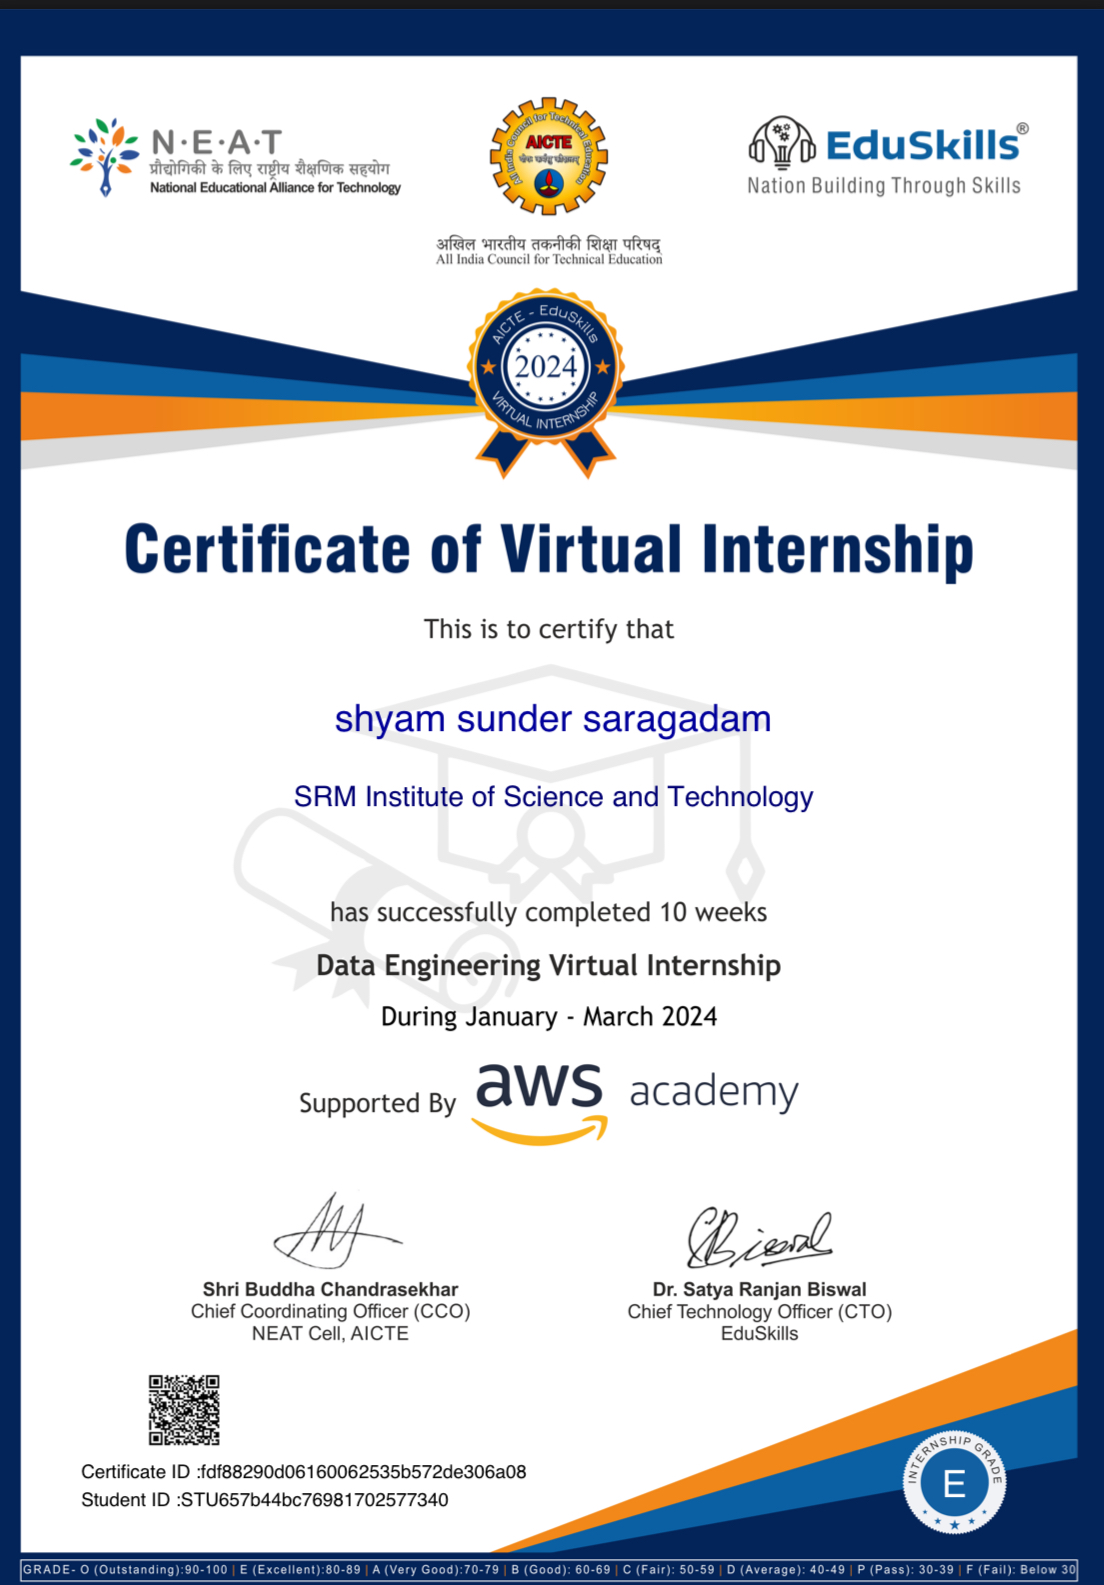 N·E·A·T
प्रौद्योगिकी के लिए राष्ट्रीय शैक्षणिक सहयोग
National Educational Alliance for Technology
All India Council for Technical Education
AICTE
अखिल भारतीय तकनीकी शिक्षा परिषद्
All India Council for Technical Education
EduSkills®
Nation Building Through Skills
AICTE - EduSkills
2024
VIRTUAL INTERNSHIP
Certificate of Virtual Internship
This is to certify that
shyam sunder saragadam
SRM Institute of Science and Technology
has successfully completed 10 weeks
Data Engineering Virtual Internship
During January - March 2024
Supported By aws academy
Shri Buddha Chandrasekhar
Chief Coordinating Officer (CCO)
NEAT Cell, AICTE
Biswal
Dr. Satya Ranjan Biswal
Chief Technology Officer (CTO)
EduSkills
Certificate ID :fdf88290d06160062535b572de306a08
Student ID :STU657b44bc76981702577340
INTERNSHIP GRADE
E
GRADE- O (Outstanding):90-100 | E (Excellent):80-89 | A (Very Good):70-79 | B (Good): 60-69 | C (Fair): 50-59 | D (Average): 40-49 | P (Pass): 30-39 | F (Fail): Below 30